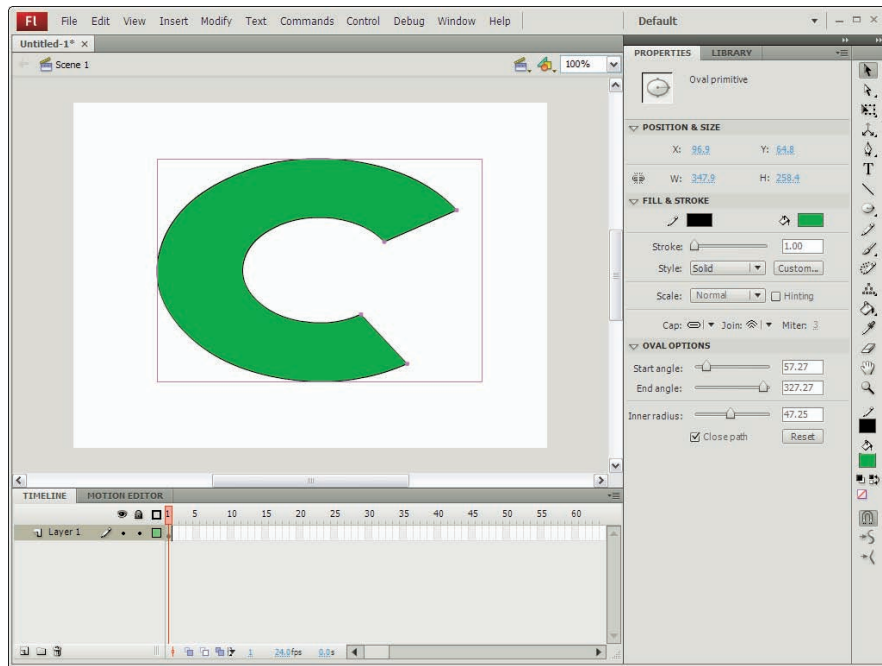 Fl File Edit View Insert Modify Text Commands Control Debug Window Help Default
Untitled-1* ×
Scene 1 100%
PROPERTIES LIBRARY
Oval primitive
POSITION & SIZE
X: 96.9 Y: 64.8
W: 347.9 H: 258.4
FILL & STROKE
Stroke: 1.00
Style: Solid Custom...
Scale: Normal Hinting
Cap: Join: Miter: 3
OVAL OPTIONS
Start angle: 57.27
End angle: 327.27
Inner radius: 47.25
Close path Reset
TIMELINE MOTION EDITOR
1 5 10 15 20 25 30 35 40 45 50 55 60
Layer 1
1 24.0fps 0.0s